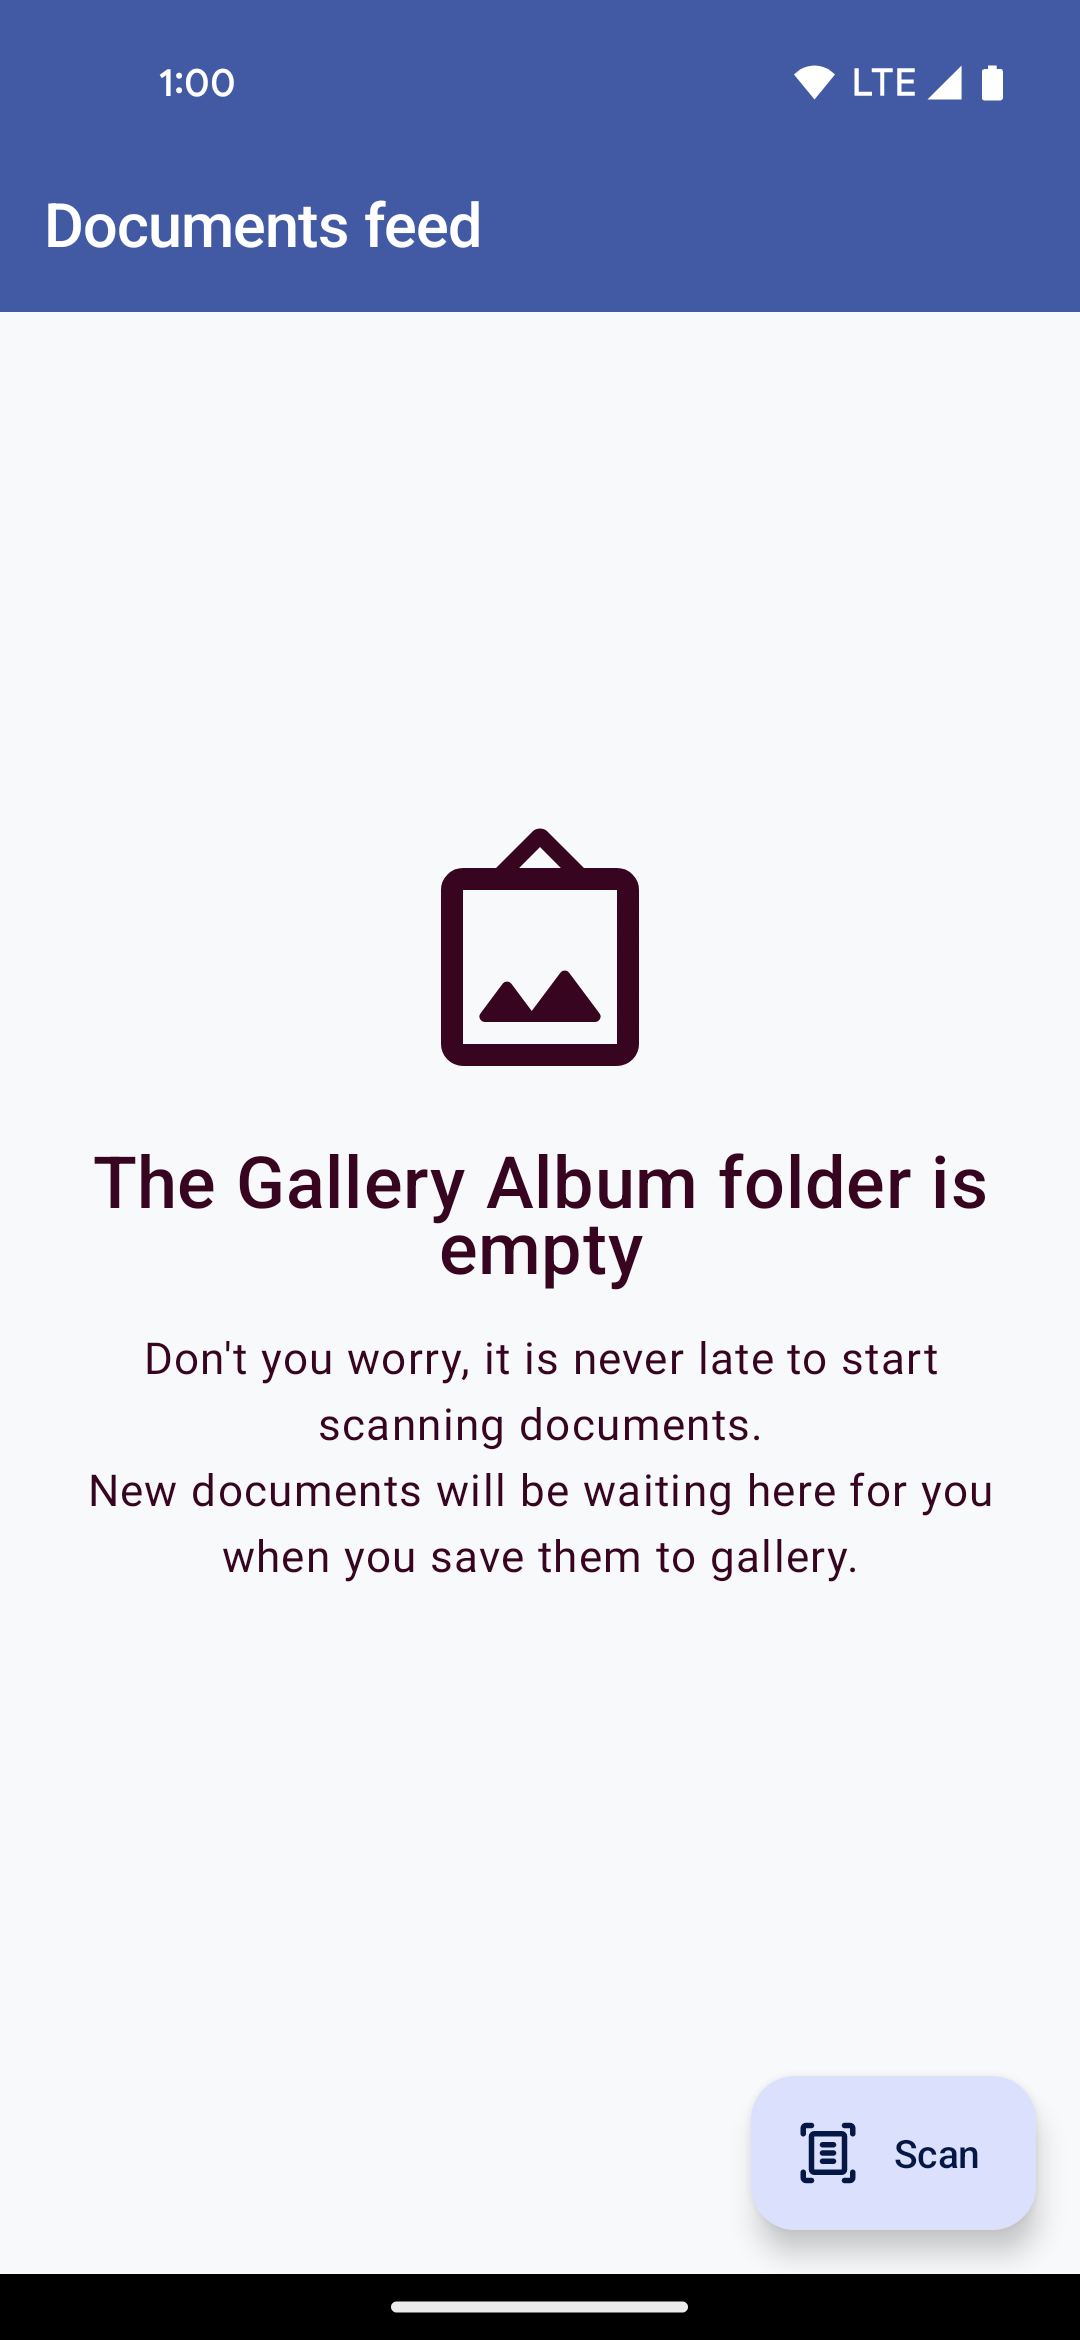 1:00
LTE
Documents feed
The Gallery Album folder is
empty
Don't you worry, it is never late to start
scanning documents.
New documents will be waiting here for you
when you save them to gallery.
Scan